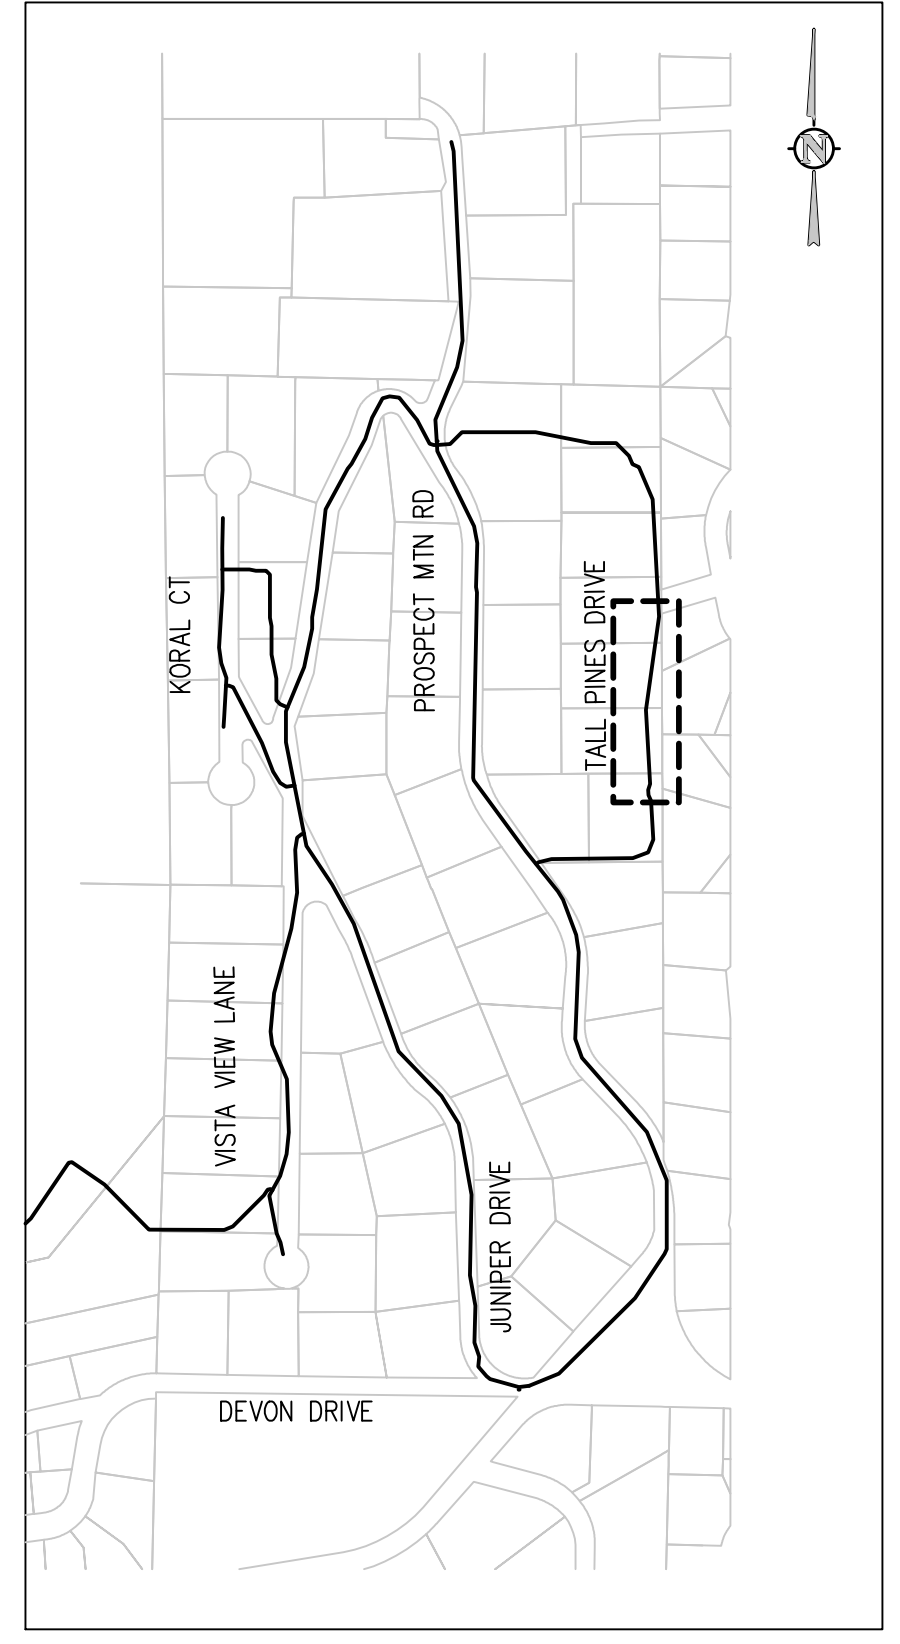 N
PROSPECT MTN RD
KORAL CT
TALL PINES DRIVE
VISTA VIEW LANE
JUNIPER DRIVE
DEVON DRIVE